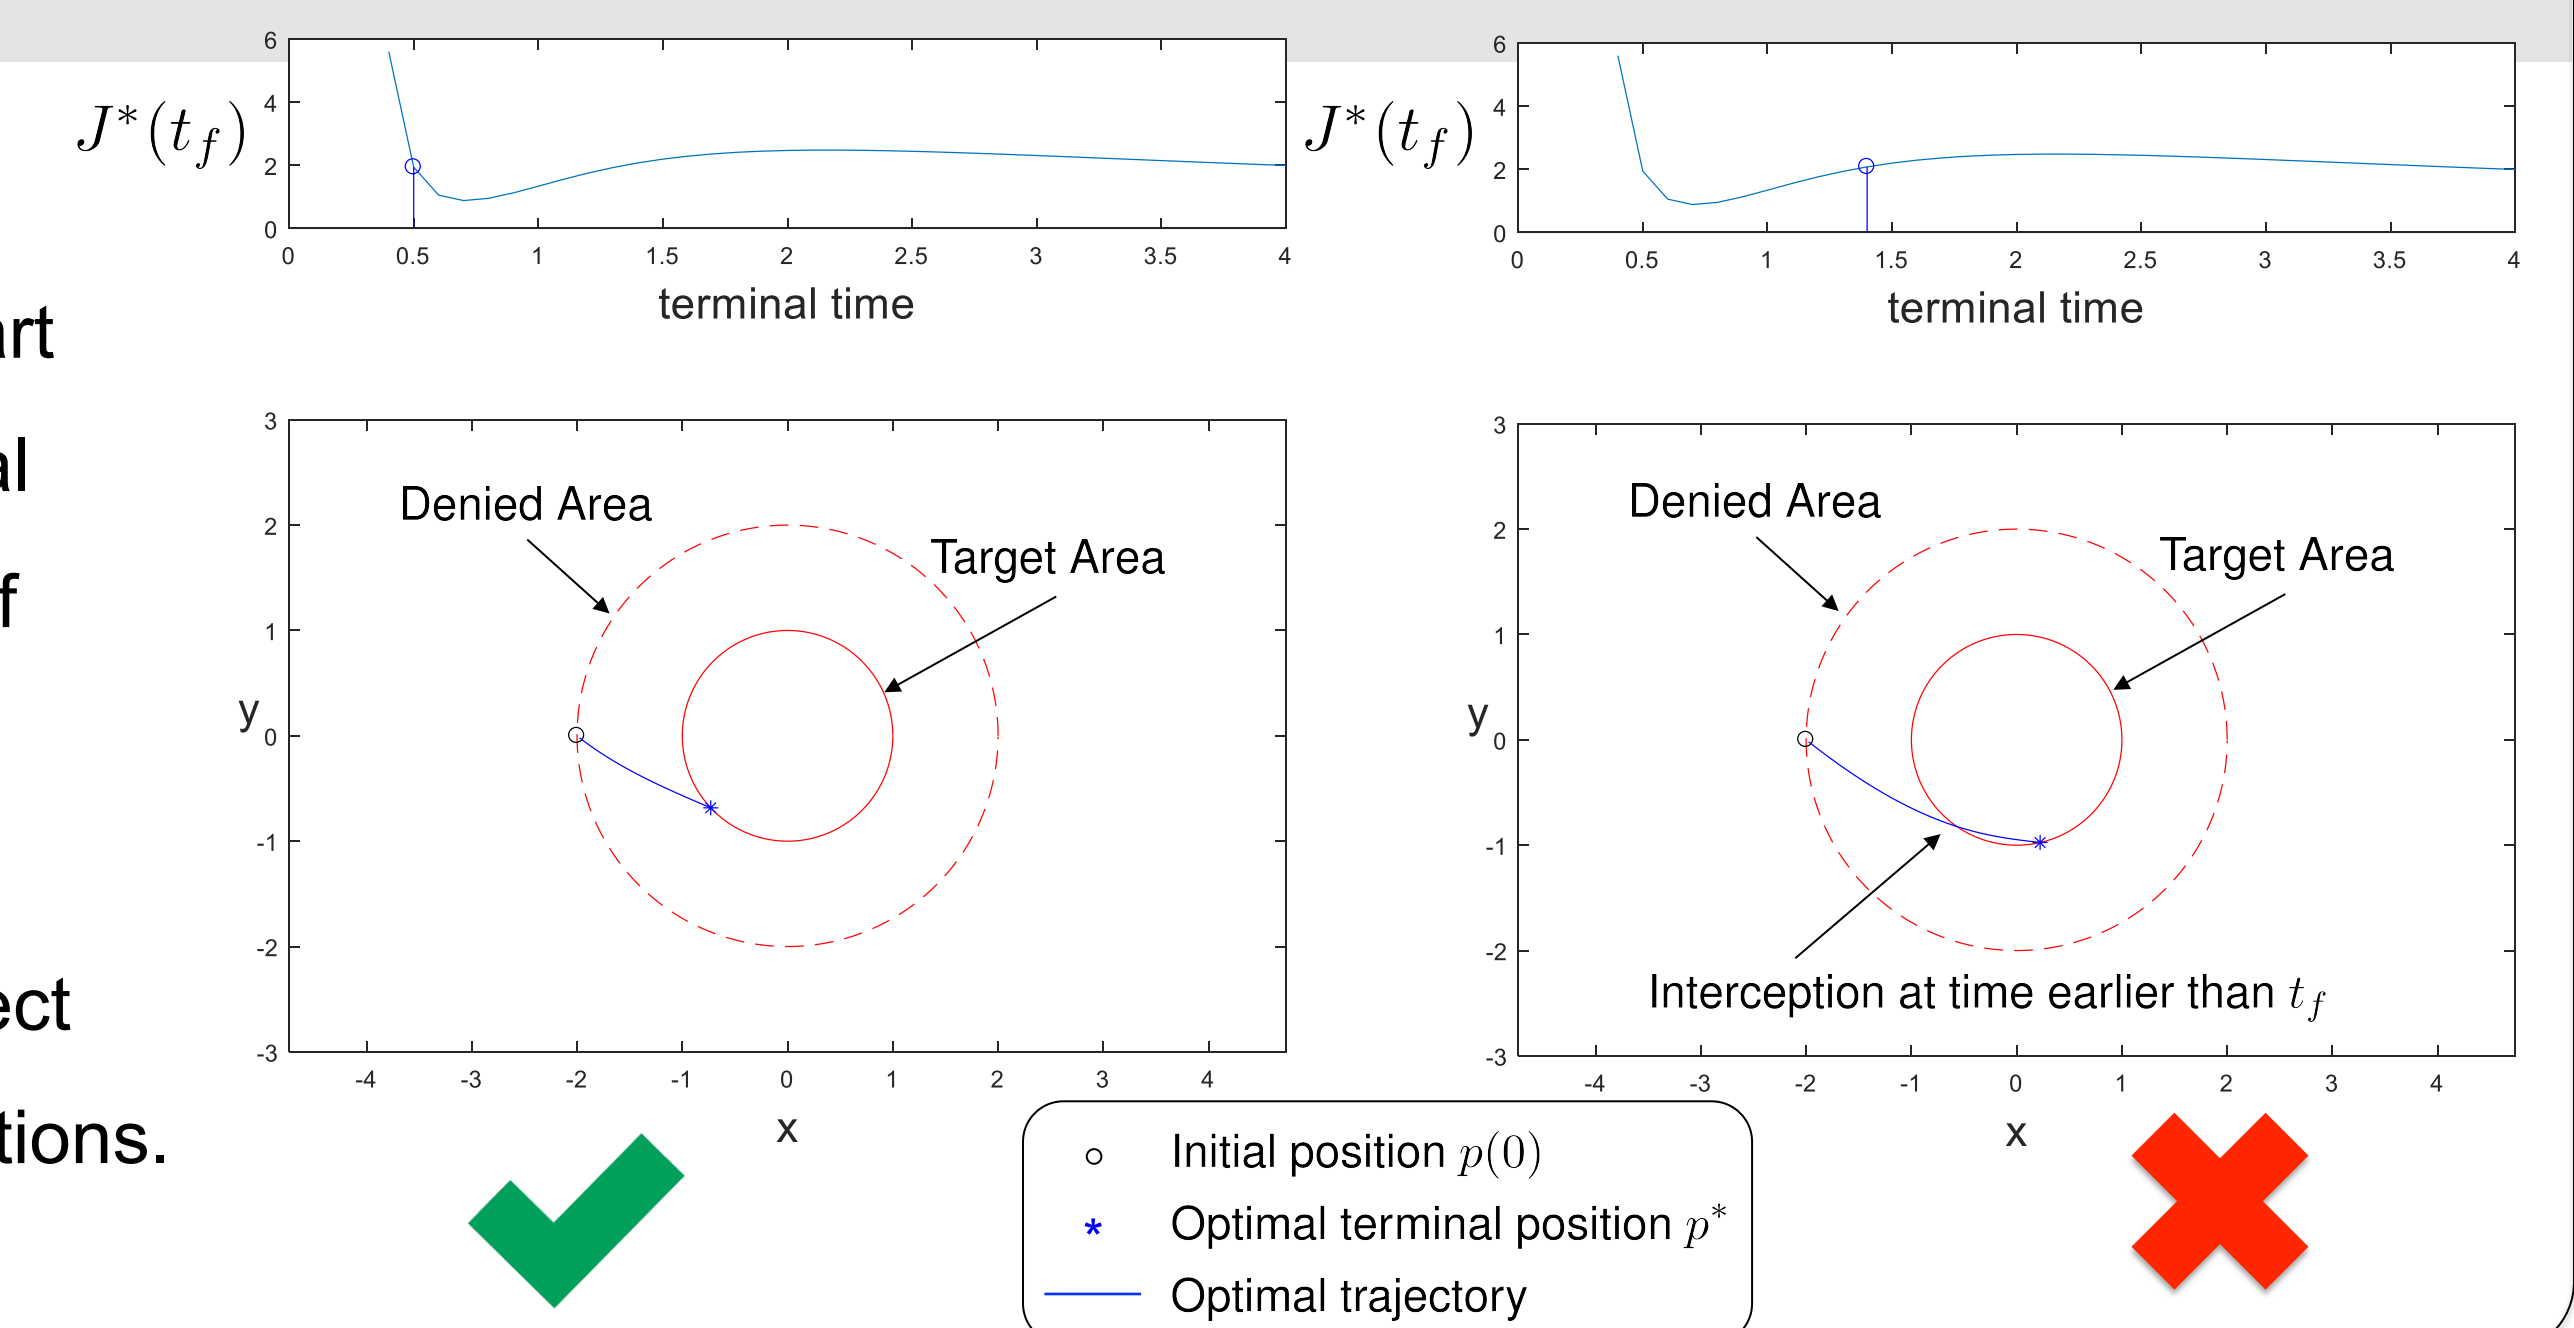 6
4
2
0
J*(t_f)
0 0.5 1 1.5 2 2.5 3 3.5 4
terminal time
6
4
2
0
J*(t_f)
0 0.5 1 1.5 2 2.5 3 3.5 4
terminal time
art
al
f
ect
tions.
3
2
1
0
-1
-2
-3
y
Denied Area
Target Area
-4 -3 -2 -1 0 1 2 3 4
x
3
2
1
0
-1
-2
-3
y
Denied Area
Target Area
Interception at time earlier than t_f
-4 -3 -2 -1 0 1 2 3 4
x
Initial position p(0)
* Optimal terminal position p*
Optimal trajectory